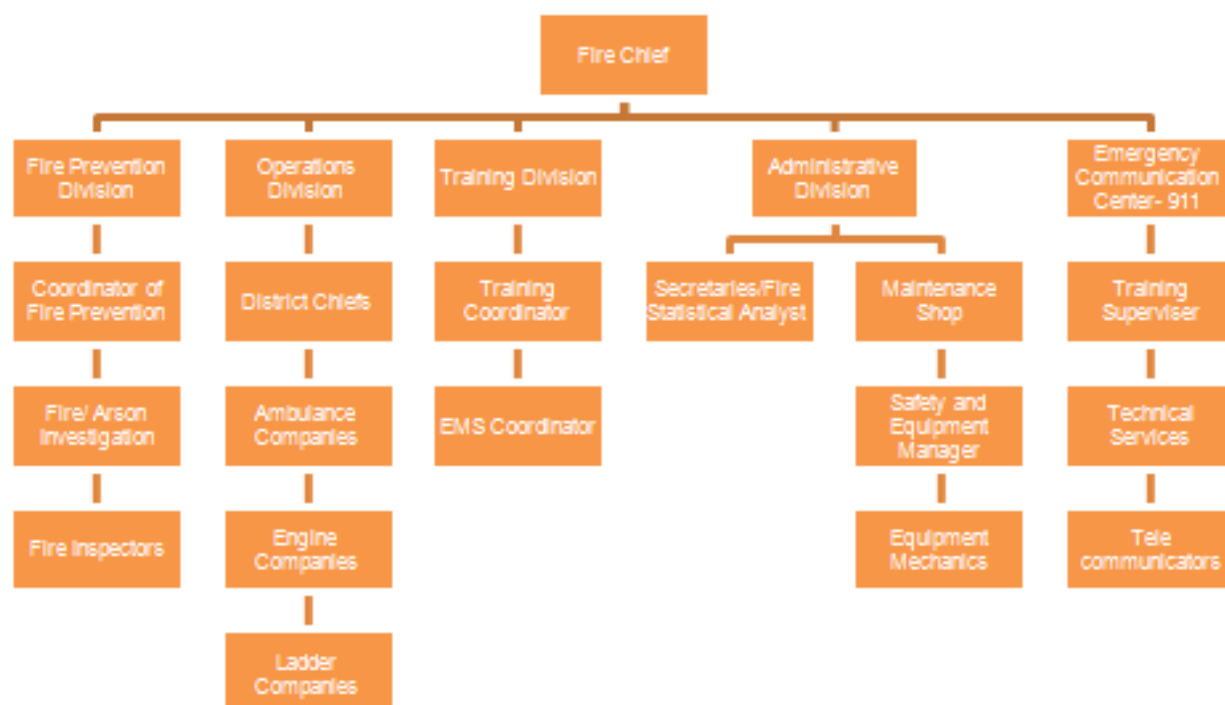 Fire Chief
Fire Prevention
Division
Operations
Division
Training Division
Administrative
Division
Emergency
Communication
Center- 911
Coordinator of
Fire Prevention
District Chiefs
Training
Coordinator
Secretaries/Fire
Statistical Analyst
Maintenance
Shop
Training
Superviser
Fire/ Arson
Investigation
Ambulance
Companies
EMS Coordinator
Safety and
Equipment
Manager
Technical
Services
Fire Inspectors
Engine
Companies
Equipment
Mechanics
Tele
communicators
Ladder
Companies